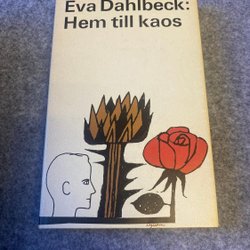 Eva Dahlbeck:
Hem till kaos